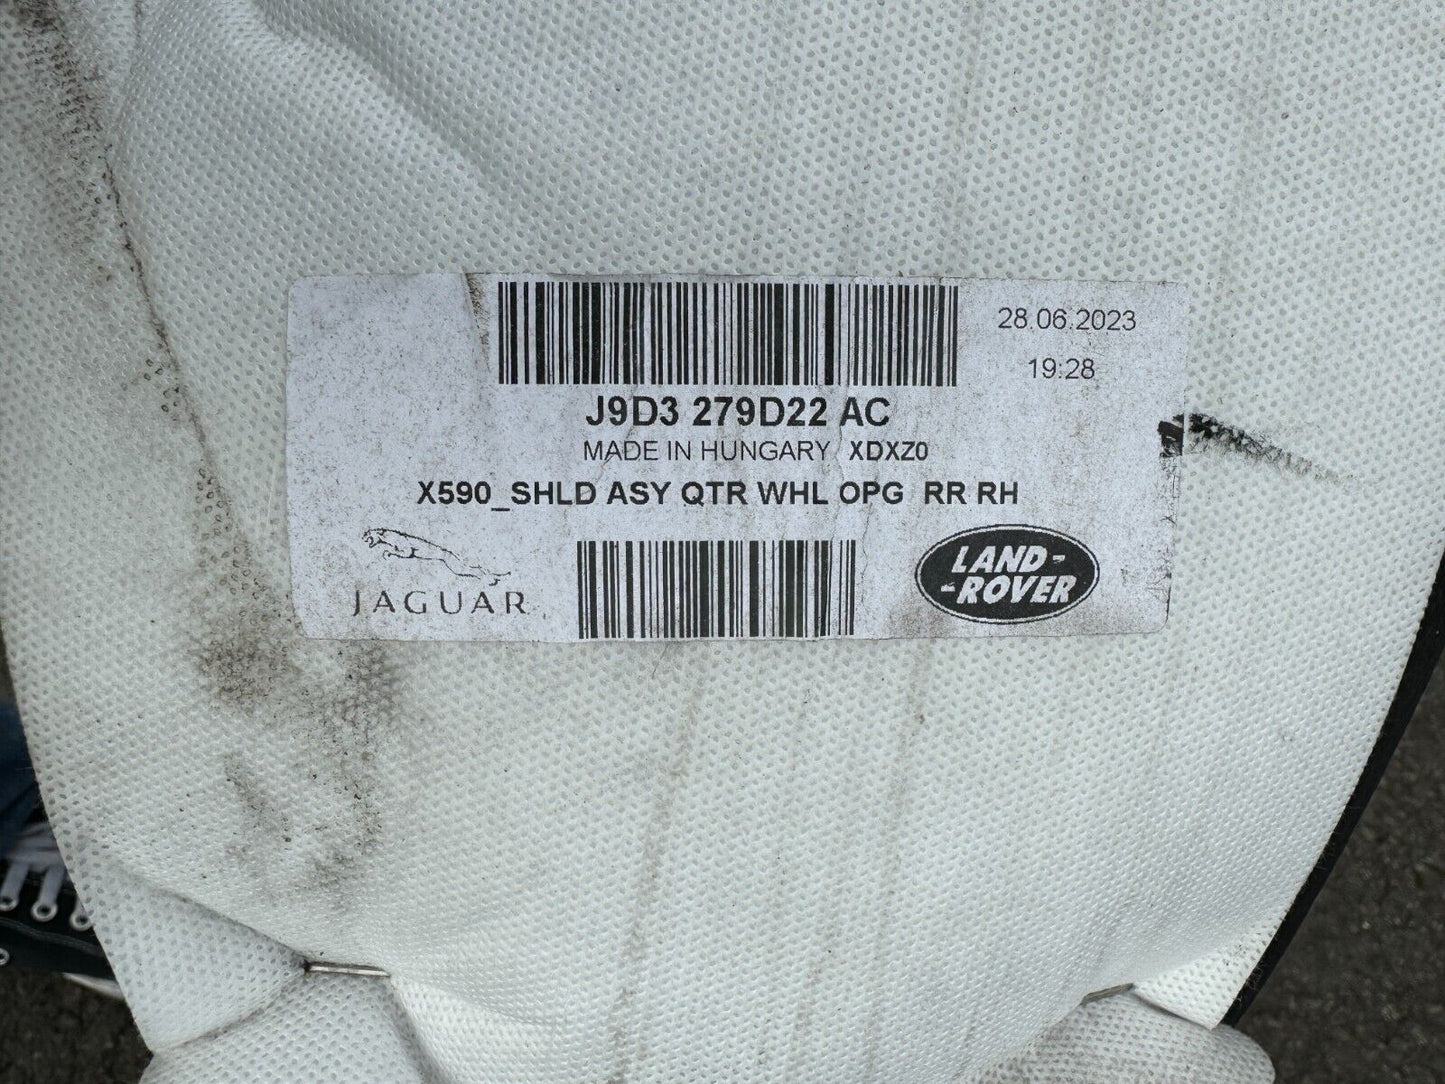 28.06.2023
19:28
J9D3 279D22 AC
MADE IN HUNGARY XDXZ0
X590_SHLD ASY QTR WHL OPG RR RH
JAGUAR
LAND-
-ROVER